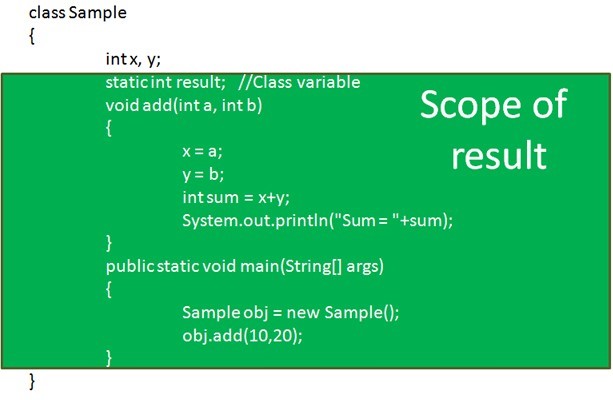 class Sample
{
int x, y;
static int result;   //Class variable
void add(int a, int b)
{
x = a;
y = b;
int sum = x+y;
System.out.println("Sum = "+sum);
}
public static void main(String[] args)
{
Sample obj = new Sample();
obj.add(10,20);
}
}
Scope of
result